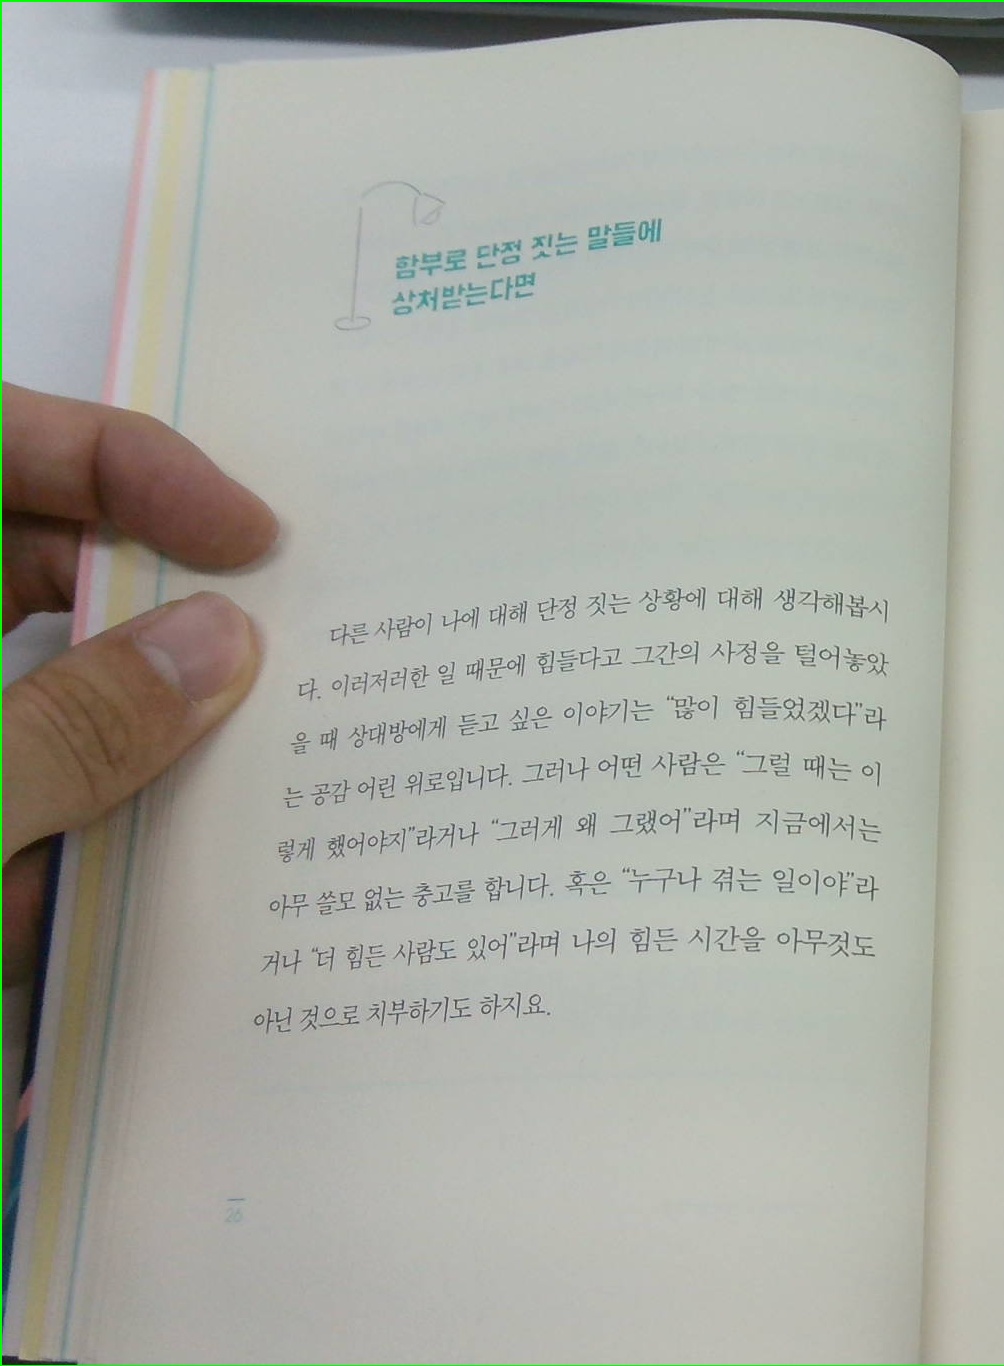 함부로 단정 짓는 말들에
상처받는다면
다른 사람이 나에 대해 단정 짓는 상황에 대해 생각해봅시
다. 이러저러한 일 때문에 힘들다고 그간의 사정을 털어놓았
을 때 상대방에게 듣고 싶은 이야기는 “많이 힘들었겠다”라
는 공감 어린 위로입니다. 그러나 어떤 사람은 “그럴 때는 이
렇게 했어야지”라거나 “그러게 왜 그랬어”라며 지금에서는
아무 쓸모 없는 충고를 합니다. 혹은 “누구나 겪는 일이야”라
거나 “더 힘든 사람도 있어”라며 나의 힘든 시간을 아무것도
아닌 것으로 치부하기도 하지요.
26